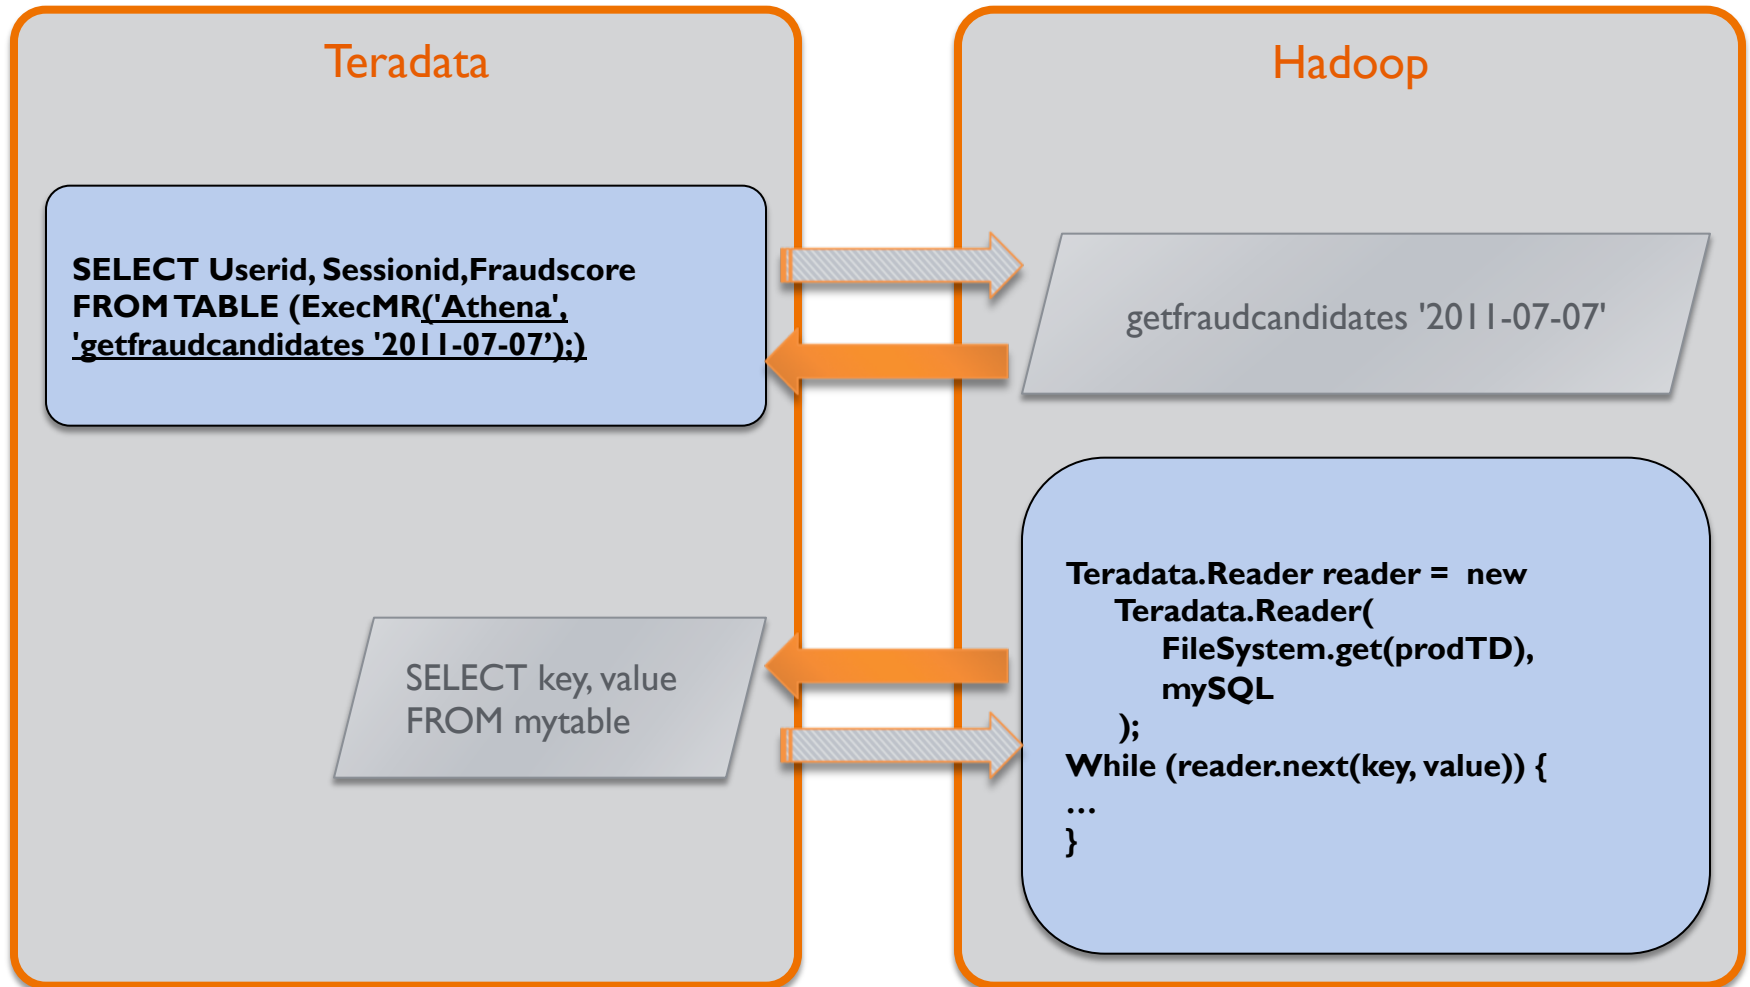 Teradata
SELECT Userid, Sessionid,Fraudscore
FROM TABLE (ExecMR('Athena',
'getfraudcandidates '2011-07-07’);)
SELECT key, value
FROM mytable
Hadoop
getfraudcandidates '2011-07-07'
Teradata.Reader reader = new
Teradata.Reader(
FileSystem.get(prodTD),
mySQL
);
While (reader.next(key, value)) {
…
}